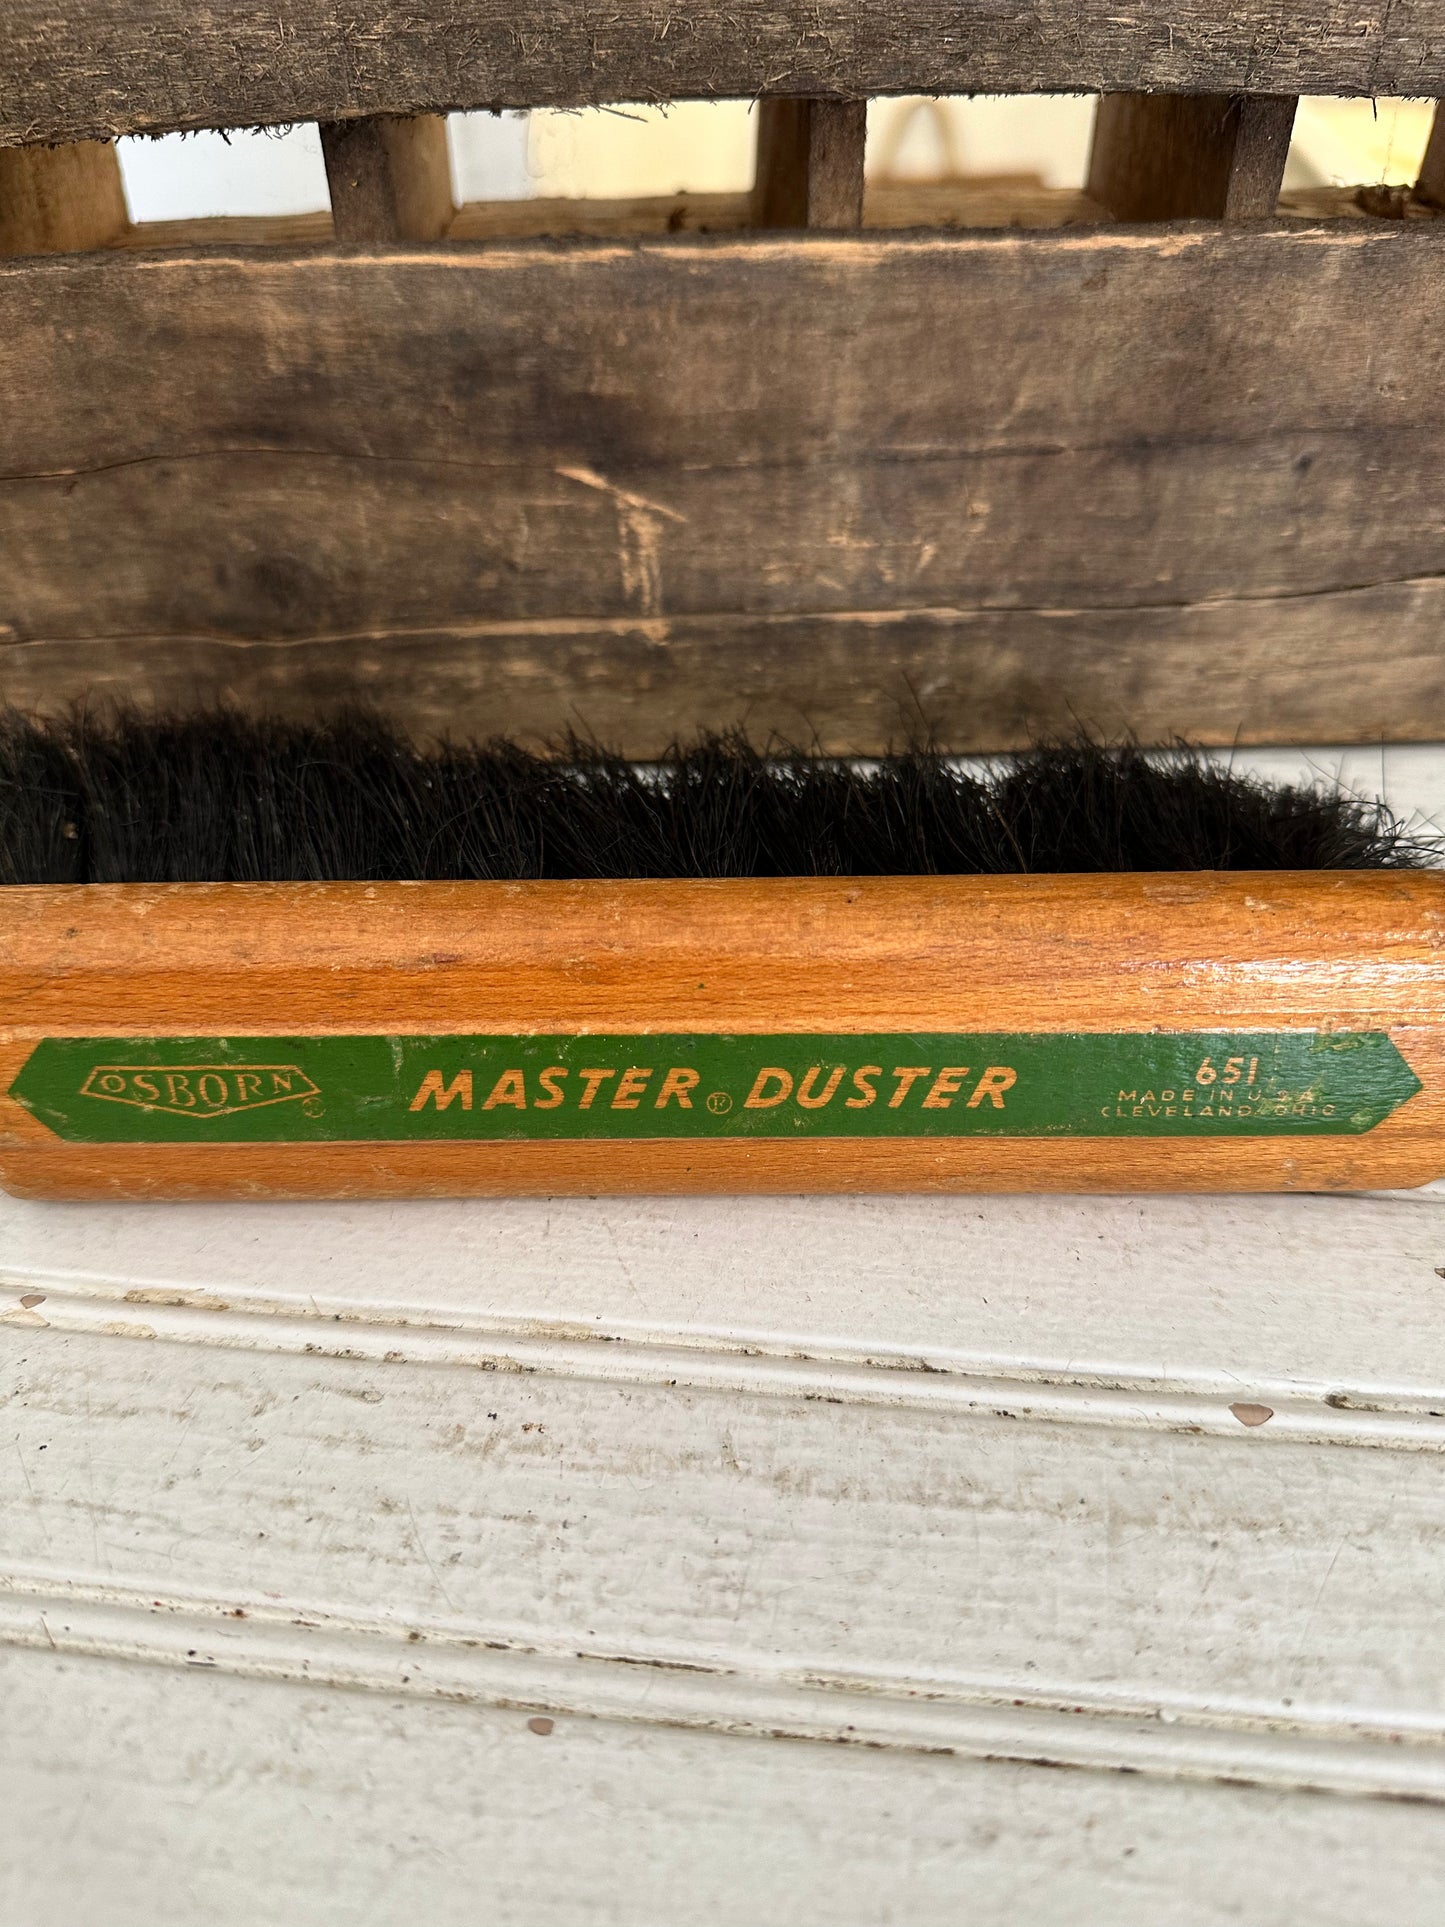 OSBORN ®
MASTER ® DUSTER
651
MADE IN U.S.A.
CLEVELAND, OHIO